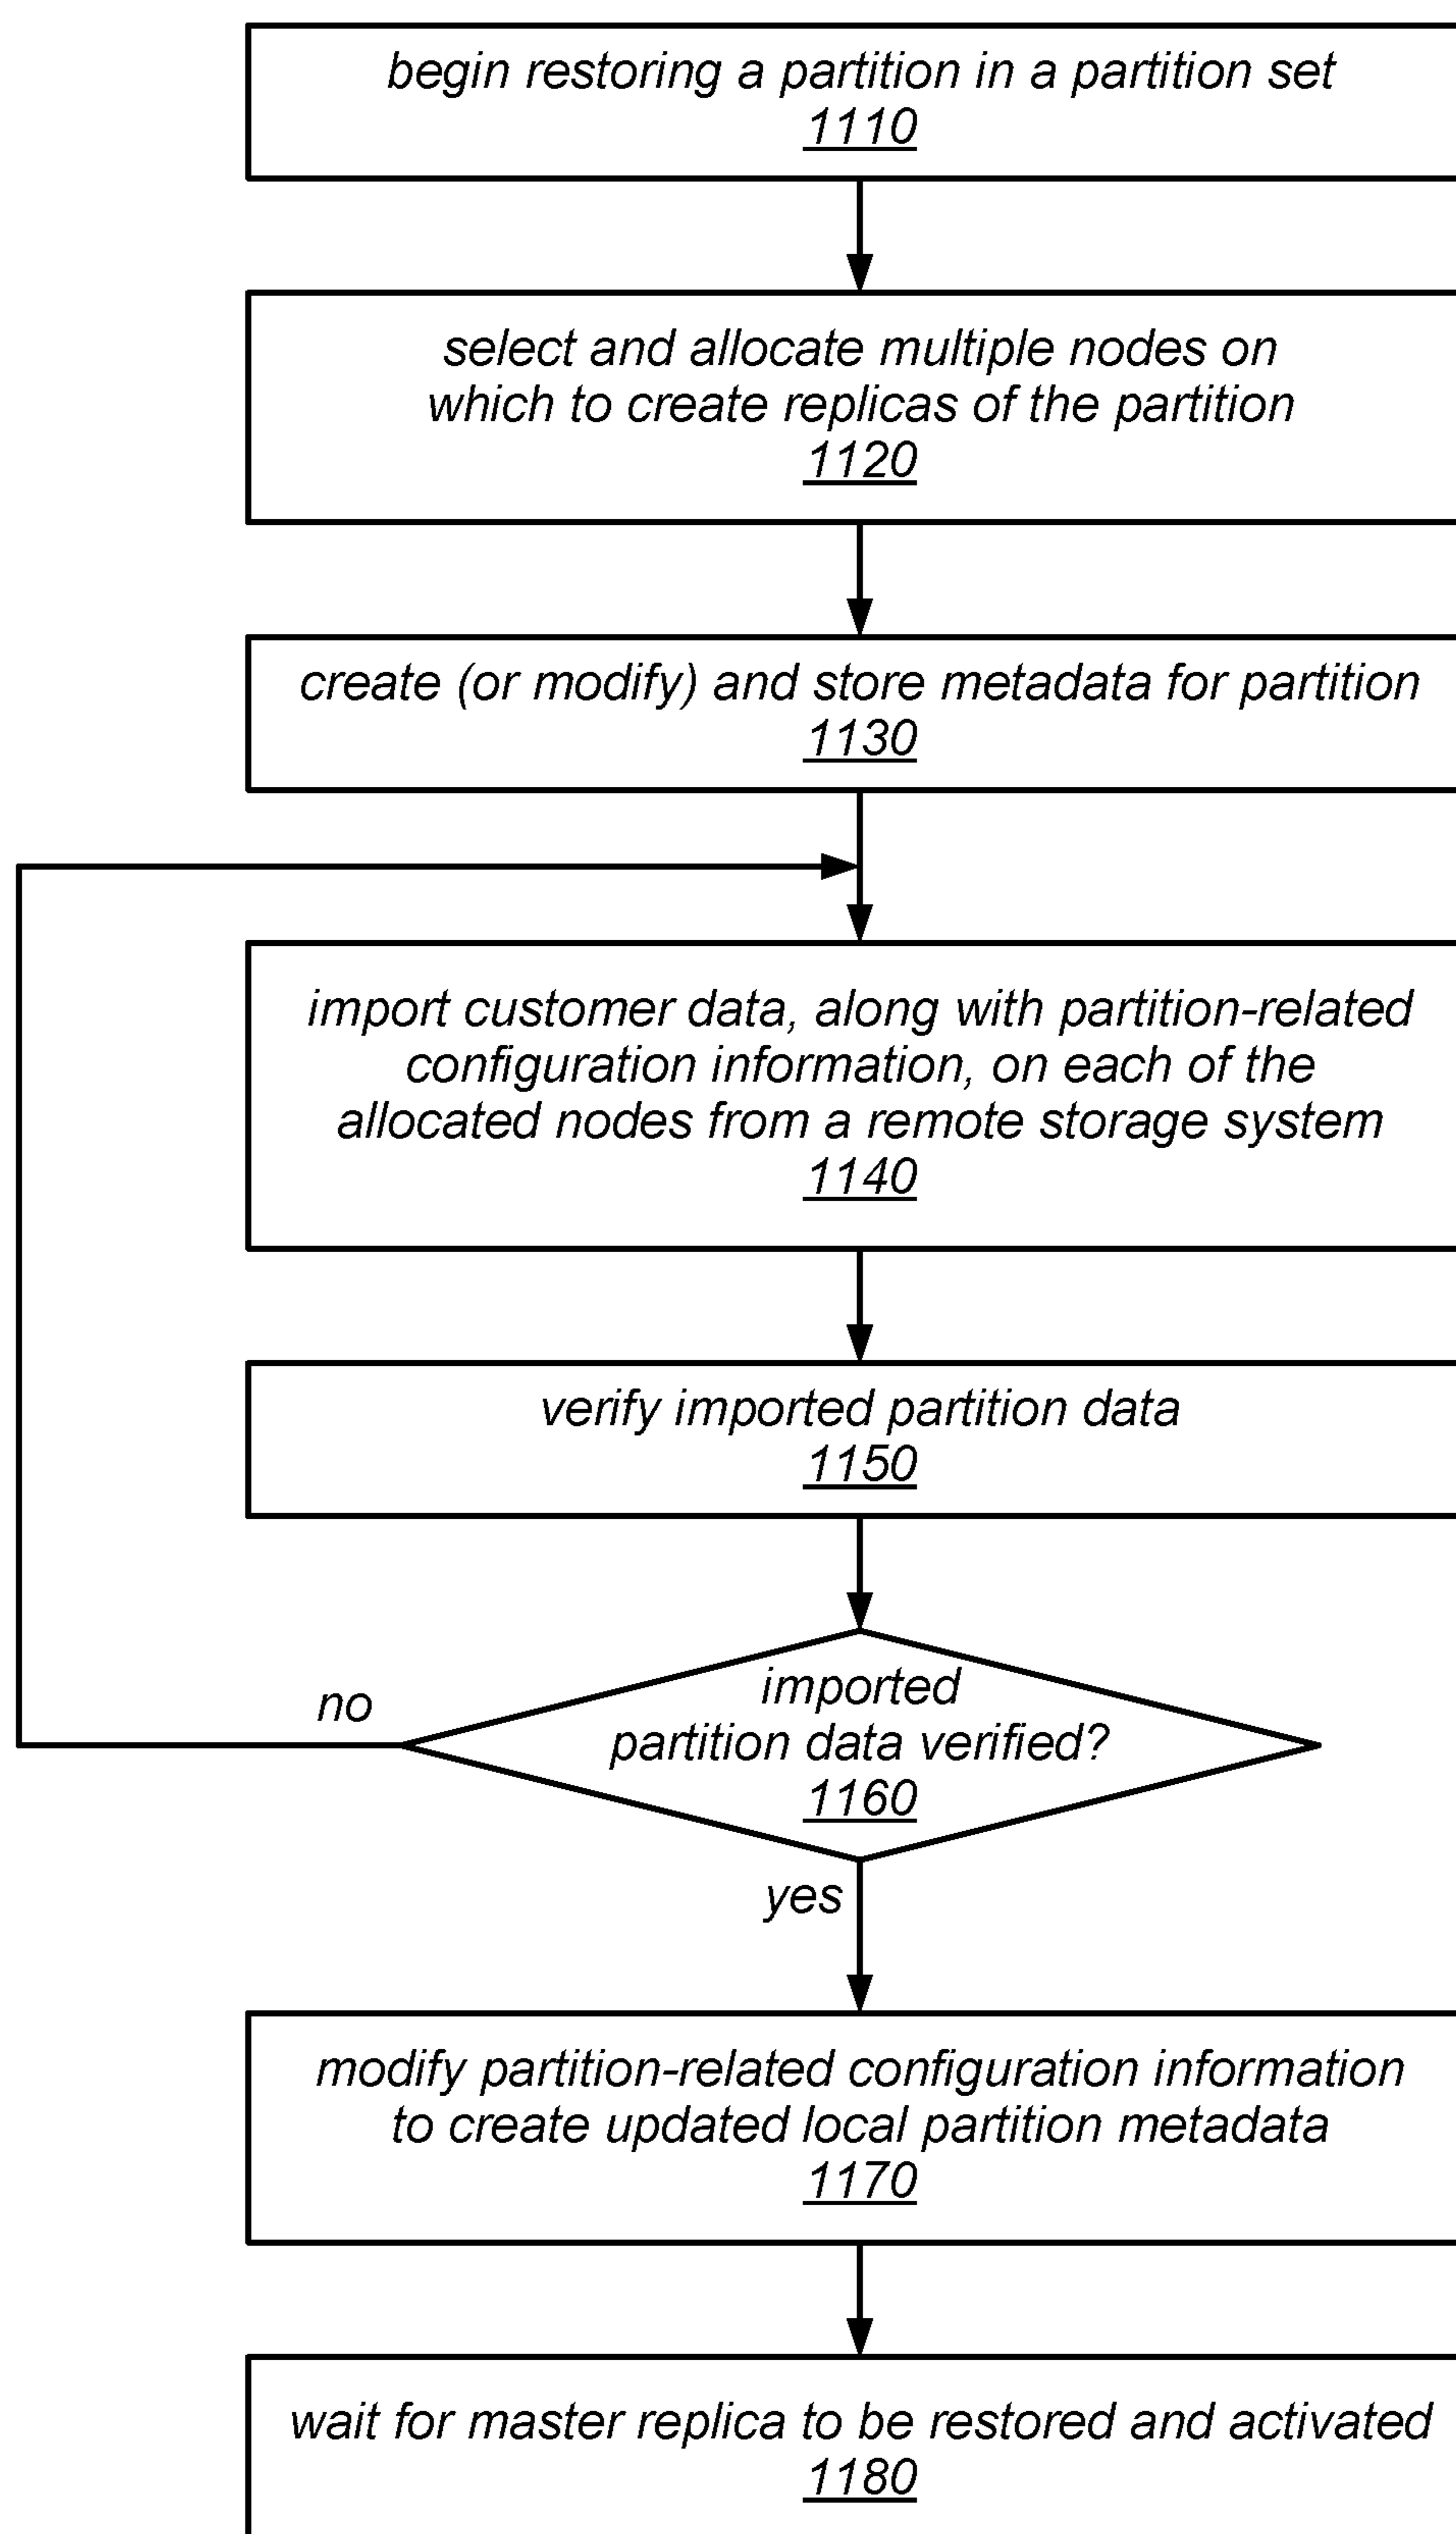 begin restoring a partition in a partition set
1110
select and allocate multiple nodes on
which to create replicas of the partition
1120
create (or modify) and store metadata for partition
1130
import customer data, along with partition-related
configuration information, on each of the
allocated nodes from a remote storage system
1140
verify imported partition data
1150
imported
partition data verified?
1160
no
yes
modify partition-related configuration information
to create updated local partition metadata
1170
wait for master replica to be restored and activated
1180